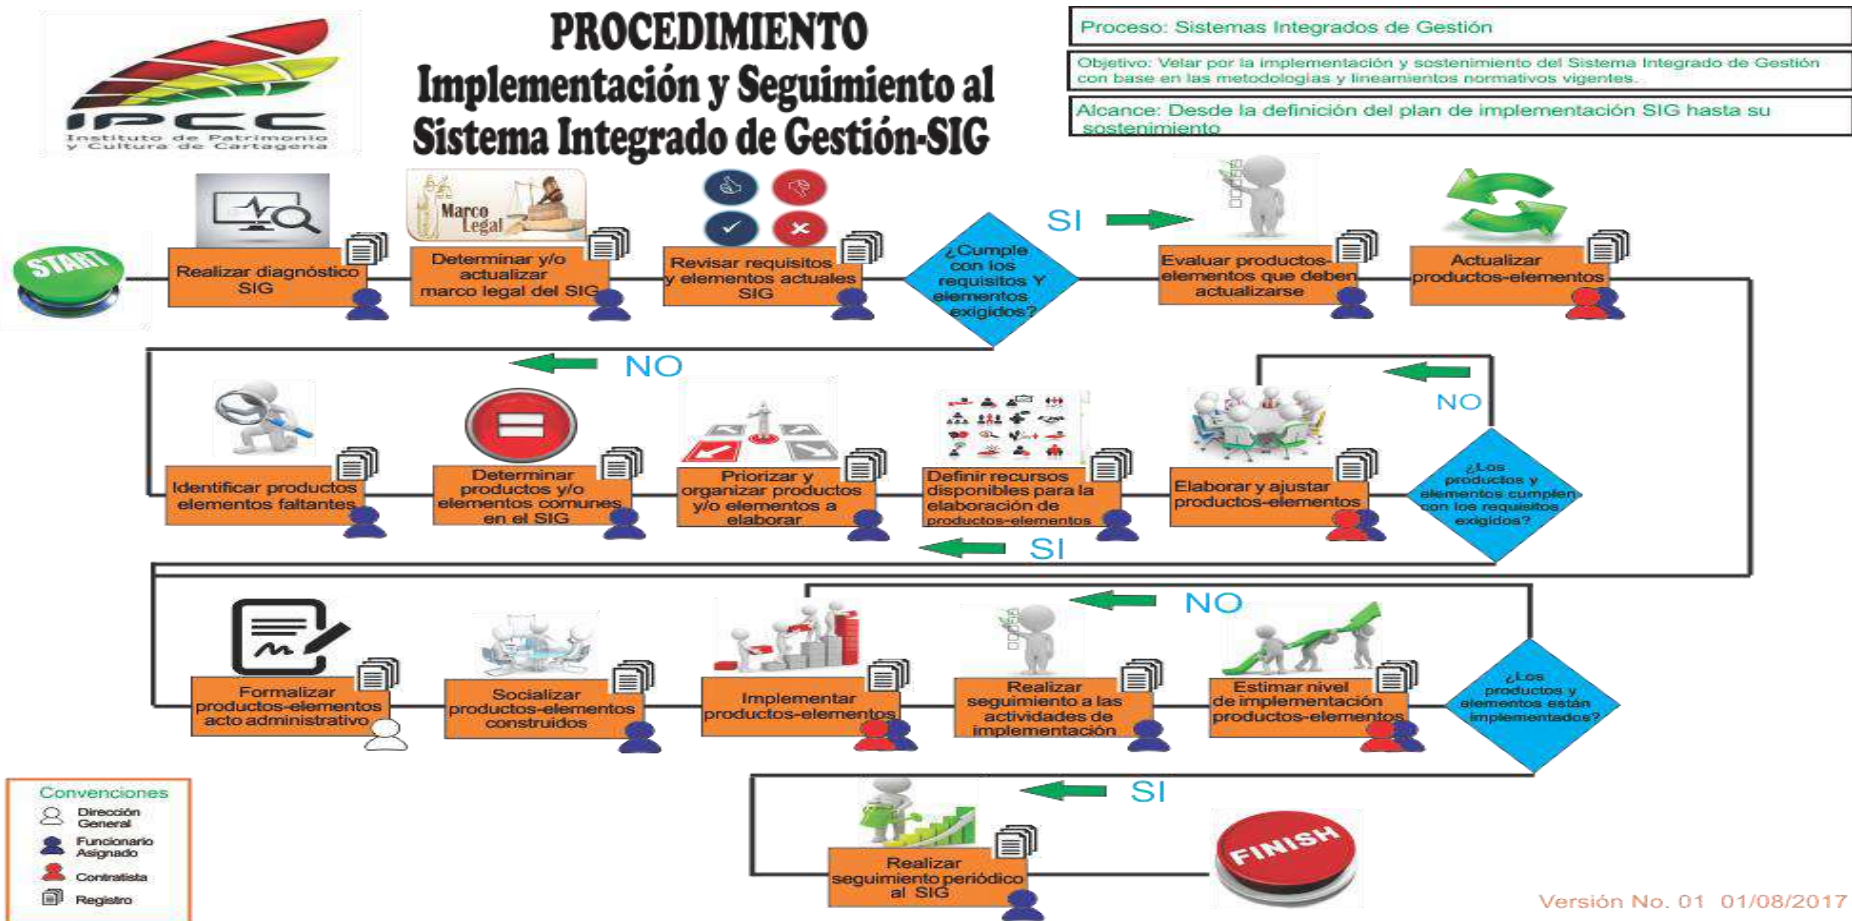 IPCC
Instituto de Patrimonio
y Cultura de Cartagena
PROCEDIMIENTO
Implementación y Seguimiento al
Sistema Integrado de Gestión-SIG
Proceso: Sistemas Integrados de Gestión
Objetivo: Velar por la implementación y sostenimiento del Sistema Integrado de Gestión
con base en las metodologías y lineamientos normativos vigentes.
Alcance: Desde la definición del plan de implementación SIG hasta su
sostenimiento
START
Realizar diagnóstico
SIG
Marco
Legal
Determinar y/o
actualizar
marco legal del SIG
Revisar requisitos
y elementos actuales
SIG
¿Cumple
con los
requisitos Y
elementos
exigidos?
SI
Evaluar productos-
elementos que deben
actualizarse
Actualizar
productos-elementos
NO
Identificar productos
elementos faltantes
Determinar
productos y/o
elementos comunes
en el SIG
Priorizar y
organizar productos
y/o elementos a
elaborar
Definir recursos
disponibles para la
elaboración de
productos-elementos
Elaborar y ajustar
productos-elementos
NO
¿Los
productos y
elementos cumplen
con los requisitos
exigidos?
SI
Formalizar
productos-elementos
acto administrativo
Socializar
productos-elementos
construidos
Implementar
productos-elementos
Realizar
seguimiento a las
actividades de
implementación
Estimar nivel
de implementación
productos-elementos
NO
¿Los
productos y
elementos están
implementados?
SI
Realizar
seguimiento periódico
al SIG
FINISH
Convenciones
Dirección
General
Funcionario
Asignado
Contratista
Registro
Versión No. 01 01/08/2017